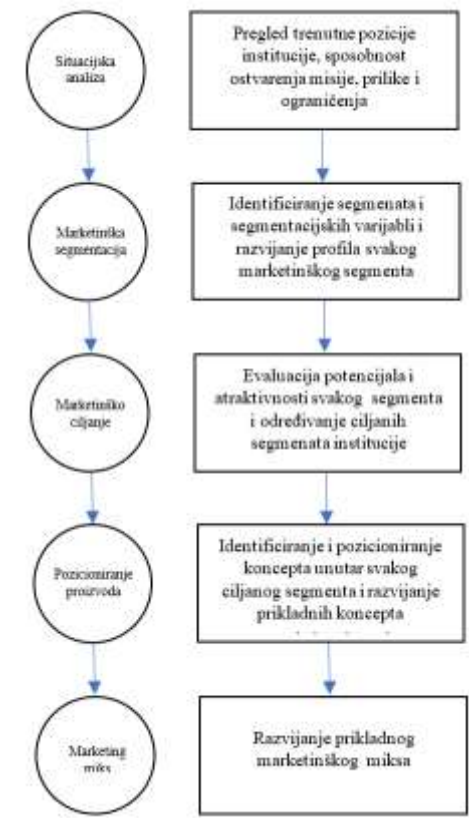 Situacijska
analiza
Pregled trenutne pozicije
institucije, sposobnost
ostvarenja misije, prilike i
ograničenja
Marketinška
segmentacija
Identificiranje segmenata i
segmentacijskih varijabli i
razvijanje profila svakog
marketinškog segmenta
Marketinško
ciljanje
Evaluacija potencijala i
atraktivnosti svakog segmenta
i određivanje ciljanih
segmenata institucije
Pozicioniranje
proizvoda
Identificiranje i pozicioniranje
koncepta unutar svakog
ciljanog segmenta i razvijanje
prikladnih koncepta
Marketing
miks
Razvijanje prikladnog
marketinškog miksa